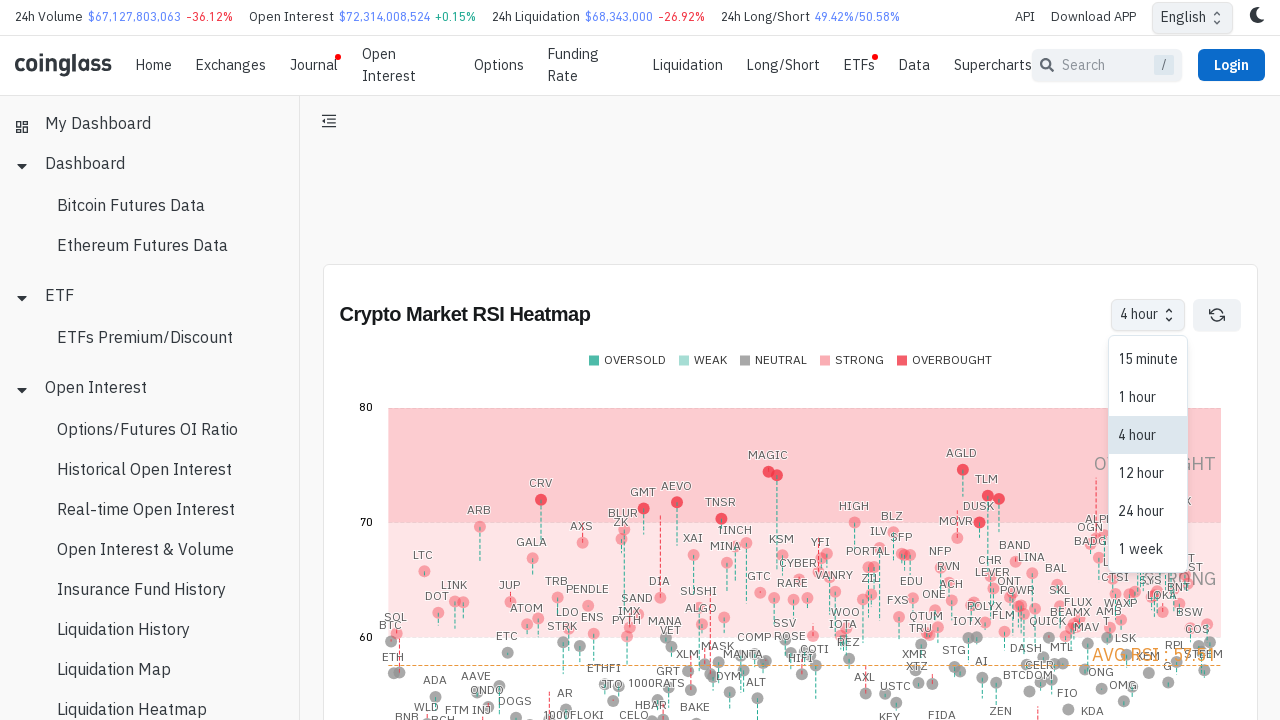 24h Volume $67,127,803,063 -36.12% Open Interest $72,314,008,524 +0.15% 24h Liquidation $68,343,000 -26.92% 24h Long/Short 49.42%/50.58% API Download APP English
coinglass Home Exchanges Journal Open Interest Options Funding Rate Liquidation Long/Short ETFs Data Supercharts Search / Login
My Dashboard
Dashboard
Bitcoin Futures Data
Ethereum Futures Data
ETF
ETFs Premium/Discount
Open Interest
Options/Futures OI Ratio
Historical Open Interest
Real-time Open Interest
Open Interest & Volume
Insurance Fund History
Liquidation History
Liquidation Map
Liquidation Heatmap
Crypto Market RSI Heatmap
4 hour
15 minute
1 hour
4 hour
12 hour
24 hour
1 week
OVERSOLD WEAK NEUTRAL STRONG OVERBOUGHT
80
MAGIC AGLD
CRV GMT AEVO TLM
ARB BLUR TNSR HIGH DUSK
70
AXS ZK 1INCH BLZ MOVR
GALA XAI MINA KSM YFI ILV SFP OGN
LTC PORTAL NFP BAND BADG
LINK JUP TRB PENDLE DIA SUSHI GTC CYBER VANRY ZIL EDU RVN CHR LINA BAL
DOT ATOM LDO SAND RARE FXS ONE ACH LEVER ONT POWR SKL CTSI SYS BNT
SOL BTC ETC STRK ENS IMX PYTH MANA ALGO SSV WOO IOTA QTUM TRU POLYX FLM FLUX BEAMX WAXP LOKA BSW
60
IOTX QUICK MAV AMB COS
ETH VET MASK COMP ROSE COTI REZ XMR STG DASH MTL LSK RPL
AVG RSI : 57.61
ADA AAVE ETHFI GRT XLM MANTA HIFI XTZ AI CELR ONG XEM
ONDO JTO 1000RATS DYM ALT AXL USTC BTCDOM FIO OMG
WLD FTM INJ DOGS AR HBAR BAKE KEY FIDA ZEN KDA
BNB BCH 1000FLOKI CELO